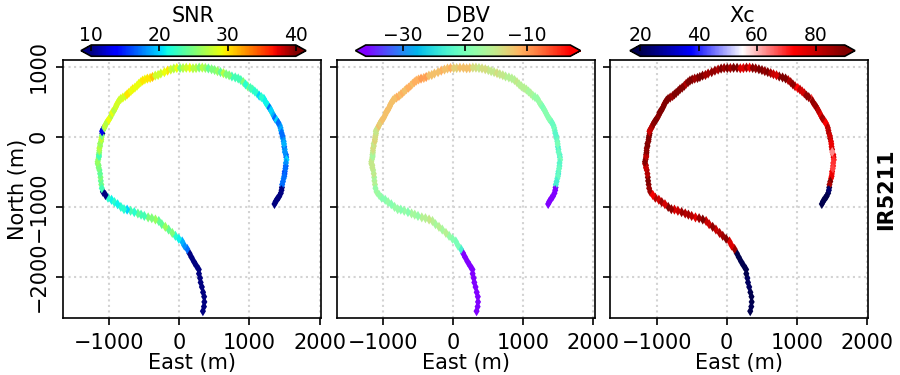 SNR DBV Xc
10 20 30 40 −30 −20 −10 20 40 60 80
1000
0
−1000
−2000
North (m)
IR5211
−1000 0 1000 2000 −1000 0 1000 2000 −1000 0 1000 2000
East (m) East (m) East (m)